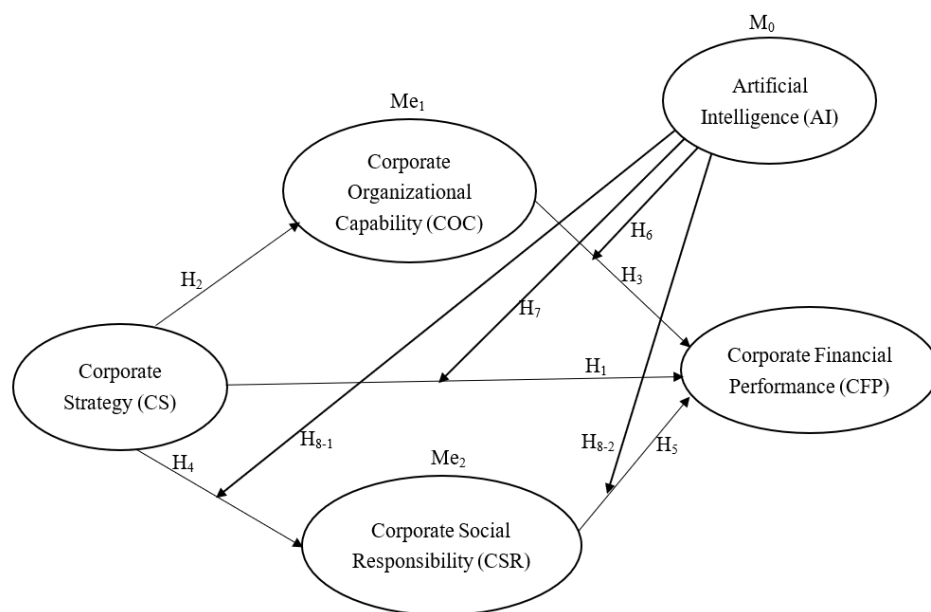 M₀
Artificial
Intelligence (AI)
Me₁
Corporate
Organizational
Capability (COC)
H₆
H₂
H₃
H₇
Corporate
Strategy (CS)
H₁
Corporate Financial
Performance (CFP)
H₈₋₁
H₈₋₂
H₅
H₄
Me₂
Corporate Social
Responsibility (CSR)